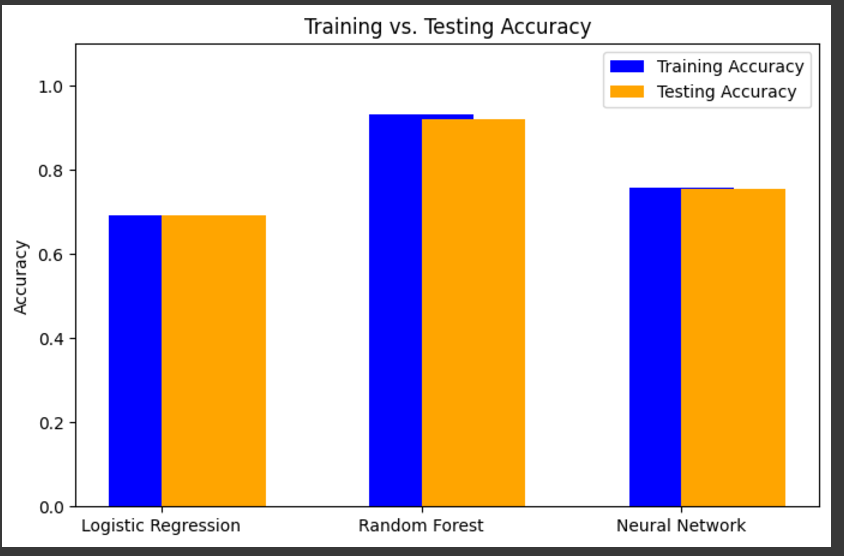 Training vs. Testing Accuracy
Training Accuracy
Testing Accuracy
1.0
0.8
0.6
0.4
0.2
0.0
Accuracy
Logistic Regression
Random Forest
Neural Network